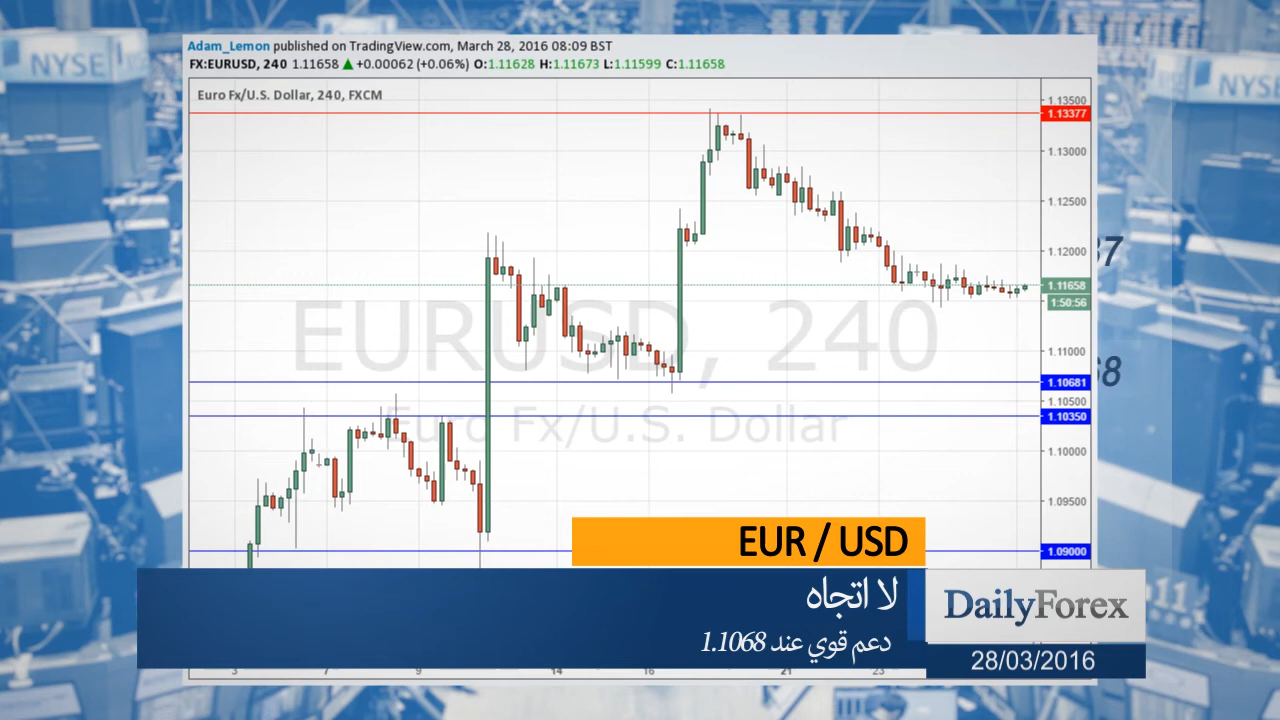 Adam_Lemon published on TradingView.com, March 28, 2016 08:09 BST
FX:EURUSD, 240 1.11658 ▲ +0.00062 (+0.06%) O:1.11628 H:1.11673 L:1.11599 C:1.11658
Euro Fx/U.S. Dollar, 240, FXCM
NYSE
NYSE
1.13500
1.13377
1.13000
1.12500
1.12000
1.11658
1:50:56
1.11000
1.10681
1.10500
1.10350
1.10000
1.09500
1.09000
EURUSD, 240
Euro Fx/U.S. Dollar
EUR / USD
لا اتجاه
دعم قوي عند 1.1068
DailyForex
28/03/2016
3 7 9 14 16 21 23